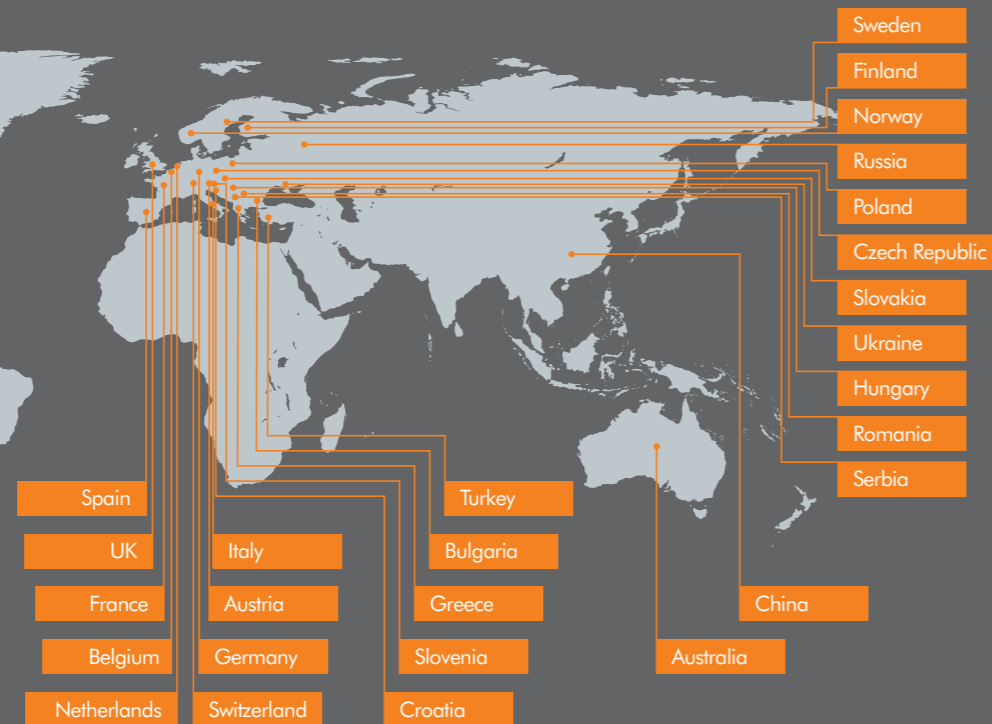 Sweden
Finland
Norway
Russia
Poland
Czech Republic
Slovakia
Ukraine
Hungary
Romania
Serbia
Spain
Turkey
UK
Italy
Bulgaria
France
Austria
Greece
China
Belgium
Germany
Slovenia
Australia
Netherlands
Switzerland
Croatia